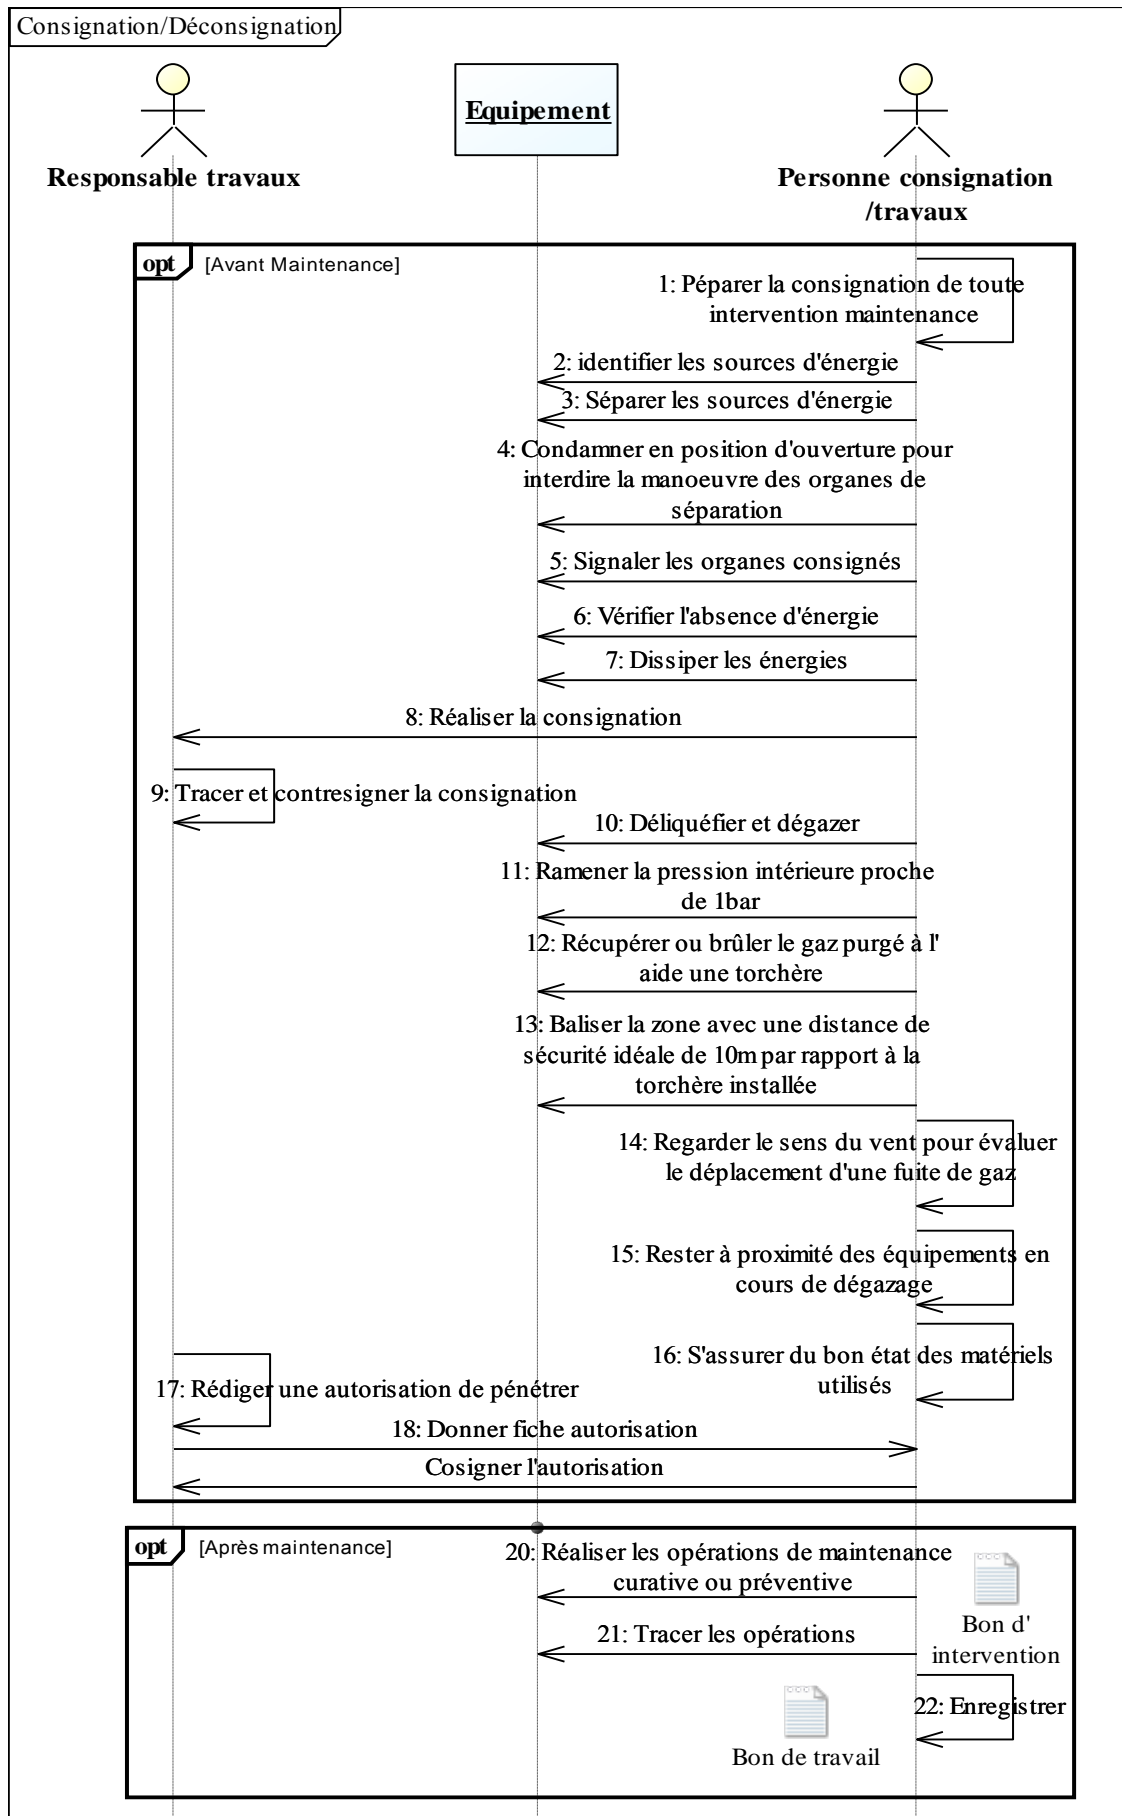 Consignation/Déconsignation
Equipement
Responsable travaux
Personne consignation
/travaux
opt
[Avant Maintenance]
1: Péparer la consignation de toute
intervention maintenance
2: identifier les sources d'énergie
3: Séparer les sources d'énergie
4: Condamner en position d'ouverture pour
interdire la manoeuvre des organes de
séparation
5: Signaler les organes consignés
6: Vérifier l'absence d'énergie
7: Dissiper les énergies
8: Réaliser la consignation
9: Tracer et contresigner la consignation
10: Déliquéfier et dégazer
11: Ramener la pression intérieure proche
de 1bar
12: Récupérer ou brûler le gaz purgé à l'
aide une torchère
13: Baliser la zone avec une distance de
sécurité idéale de 10m par rapport à la
torchère installée
14: Regarder le sens du vent pour évaluer
le déplacement d'une fuite de gaz
15: Rester à proximité des équipements en
cours de dégazage
16: S'assurer du bon état des matériels
utilisés
17: Rédiger une autorisation de pénétrer
18: Donner fiche autorisation
Cosigner l'autorisation
opt
[Après maintenance]
20: Réaliser les opérations de maintenance
curative ou préventive
Bon d'
intervention
21: Tracer les opérations
22: Enregistrer
Bon de travail